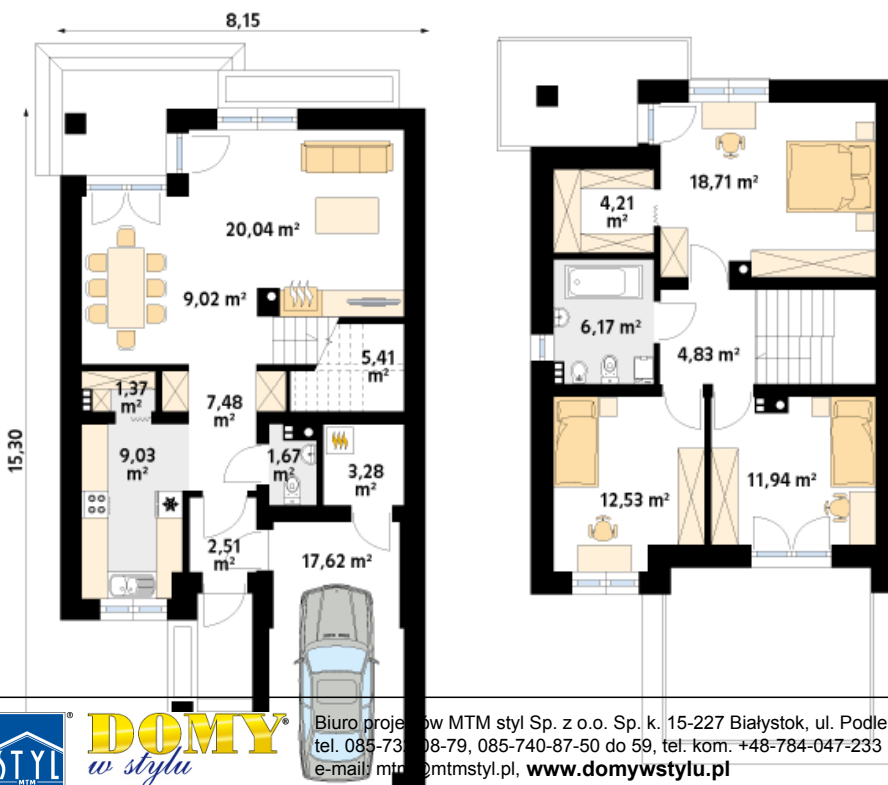 8,15
15,30
20,04 m²
9,02 m²
5,41 m²
1,37 m²
7,48 m²
9,03 m²
1,67 m²
3,28 m²
2,51 m²
17,62 m²
18,71 m²
4,21 m²
6,17 m²
4,83 m²
12,53 m²
11,94 m²
STYL
MTM
DOMY
w stylu
Biuro proje ów MTM styl Sp. z o.o. Sp. k. 15-227 Białystok, ul. Podle
tel. 085-73 08-79, 085-740-87-50 do 59, tel. kom. +48-784-047-233
e-mail: mt @mtmstyl.pl, www.domywstylu.pl